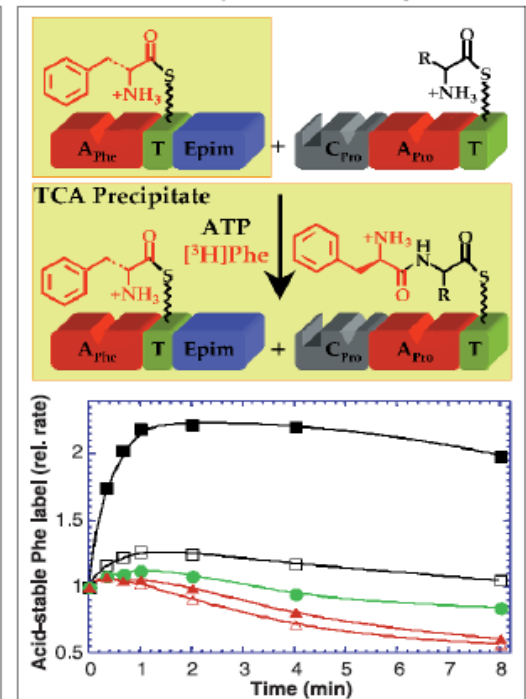 O
S
+NH3
R
O
S
+NH3
APhe T Epim + CPro APro T
TCA Precipitate
ATP
[³H]Phe
O
S
+NH3
+NH3
H
N
O
S
O
R
APhe T Epim + CPro APro T
Acid-stable Phe label (rel. rate)
2
1.5
1
0.5
0 1 2 3 4 5 6 7 8
Time (min)